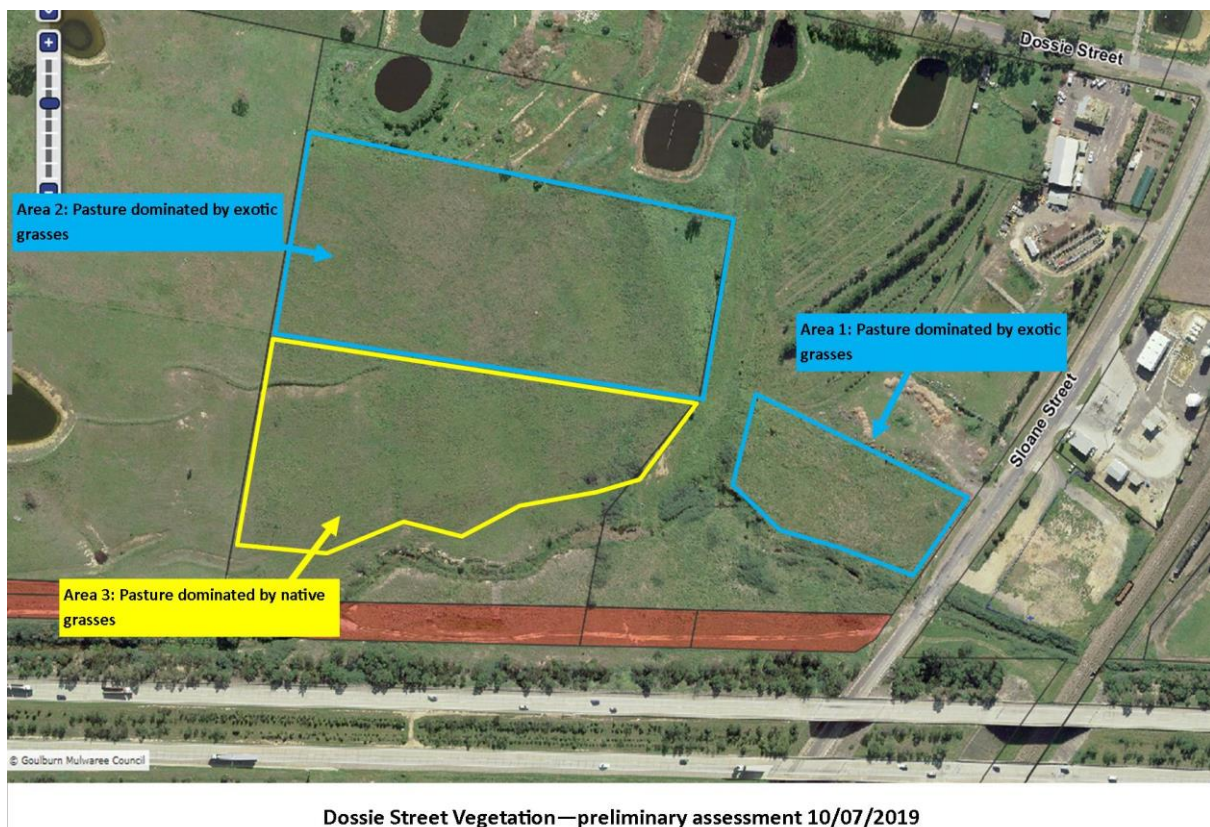 Dossie Street
Area 2: Pasture dominated by exotic
grasses
Area 1: Pasture dominated by exotic
grasses
Sloane Street
Area 3: Pasture dominated by native
grasses
© Goulburn Mulwaree Council
Dossie Street Vegetation—preliminary assessment 10/07/2019